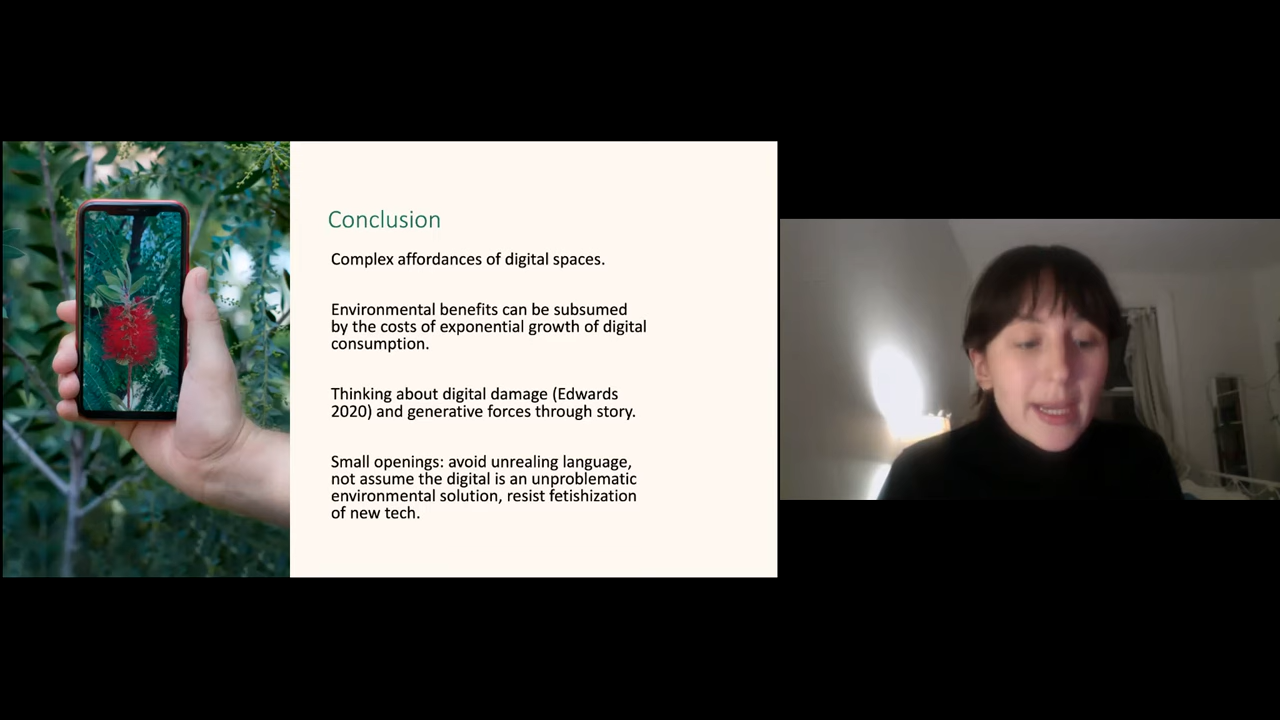 Conclusion
Complex affordances of digital spaces.
Environmental benefits can be subsumed
by the costs of exponential growth of digital
consumption.
Thinking about digital damage (Edwards
2020) and generative forces through story.
Small openings: avoid unrealing language,
not assume the digital is an unproblematic
environmental solution, resist fetishization
of new tech.